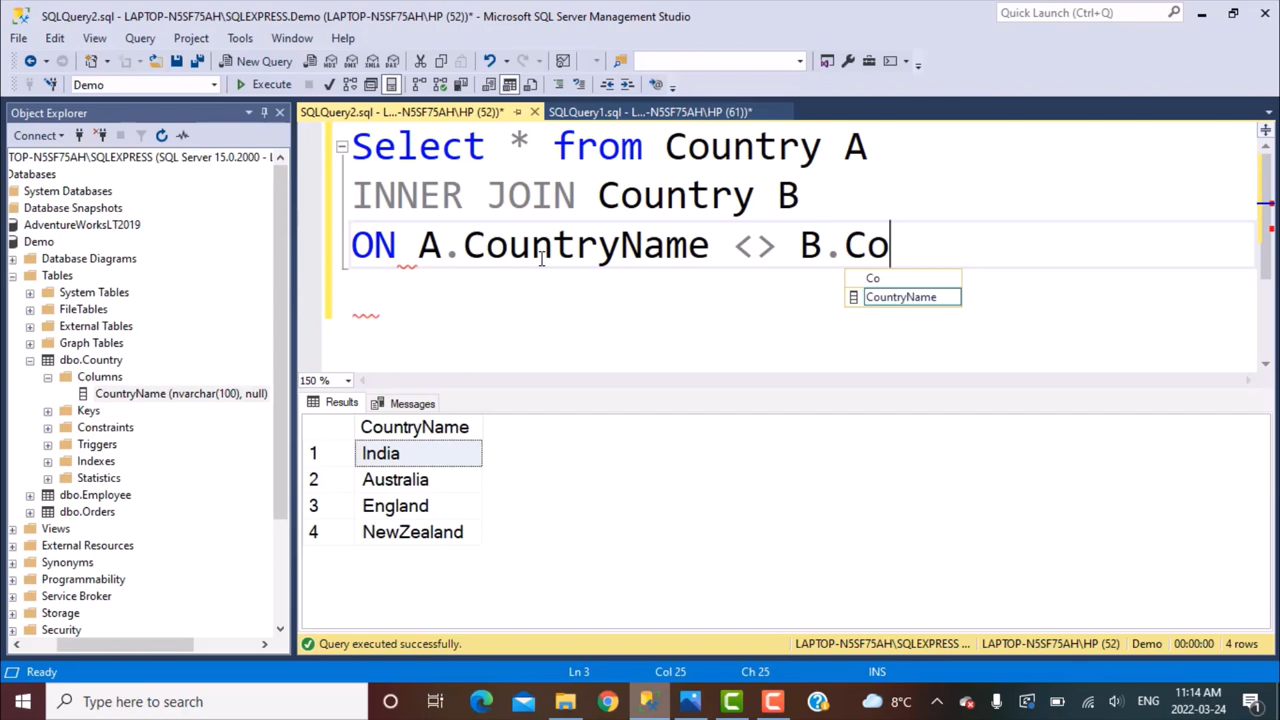 SQLQuery2.sql - LAPTOP-N5SF75AH\SQLEXPRESS.Demo (LAPTOP-N5SF75AH\HP (52))* - Microsoft SQL Server Management Studio
Quick Launch (Ctrl+Q)
File Edit View Query Project Tools Window Help
New Query MDX DMX XMLA DAX
Demo Execute
Object Explorer
SQLQuery2.sql - L...-N5SF75AH\HP (52))* SQLQuery1.sql - L...-N5SF75AH\HP (61))*
Connect
TOP-N5SF75AH\SQLEXPRESS (SQL Server 15.0.2000 - L
Databases
System Databases
Database Snapshots
AdventureWorksLT2019
Demo
Database Diagrams
Tables
System Tables
FileTables
External Tables
Graph Tables
dbo.Country
Columns
CountryName (nvarchar(100), null)
Keys
Constraints
Triggers
Indexes
Statistics
dbo.Employee
dbo.Orders
Views
External Resources
Synonyms
Programmability
Service Broker
Storage
Security
Select * from Country A
INNER JOIN Country B
ON A.CountryName <> B.Co
Co
CountryName
150 %
Results Messages
CountryName
1 India
2 Australia
3 England
4 NewZealand
Query executed successfully. LAPTOP-N5SF75AH\SQLEXPRESS ... LAPTOP-N5SF75AH\HP (52) Demo 00:00:00 4 rows
Ready Ln 3 Col 25 Ch 25 INS
Type here to search
8°C ENG
11:14 AM
2022-03-24
1